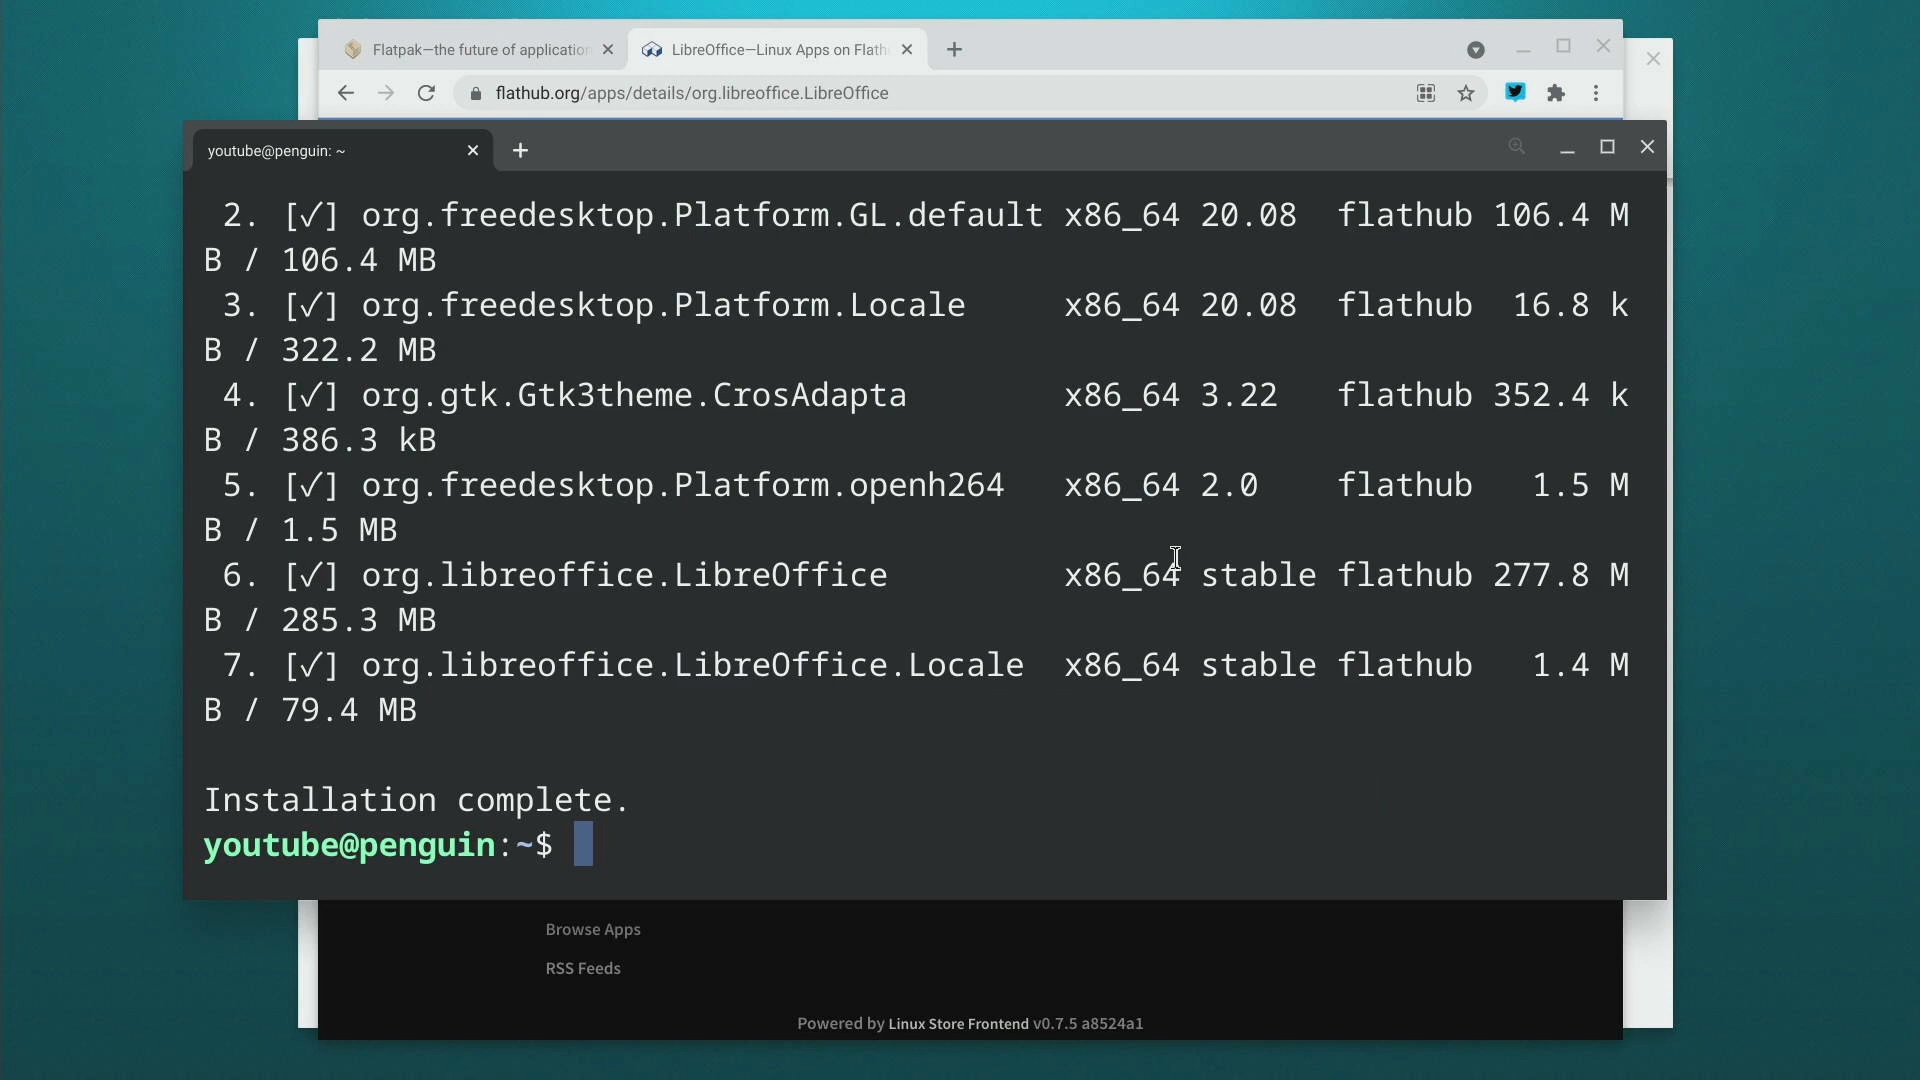 Flatpak—the future of application
LibreOffice—Linux Apps on Flath
flathub.org/apps/details/org.libreoffice.LibreOffice
youtube@penguin: ~
2. [✓] org.freedesktop.Platform.GL.default x86_64 20.08 flathub 106.4 M
B / 106.4 MB
3. [✓] org.freedesktop.Platform.Locale x86_64 20.08 flathub 16.8 k
B / 322.2 MB
4. [✓] org.gtk.Gtk3theme.CrosAdapta x86_64 3.22 flathub 352.4 k
B / 386.3 kB
5. [✓] org.freedesktop.Platform.openh264 x86_64 2.0 flathub 1.5 M
B / 1.5 MB
6. [✓] org.libreoffice.LibreOffice x86_64 stable flathub 277.8 M
B / 285.3 MB
7. [✓] org.libreoffice.LibreOffice.Locale x86_64 stable flathub 1.4 M
B / 79.4 MB
Installation complete.
youtube@penguin:~$
Browse Apps
RSS Feeds
Powered by Linux Store Frontend v0.7.5 a8524a1